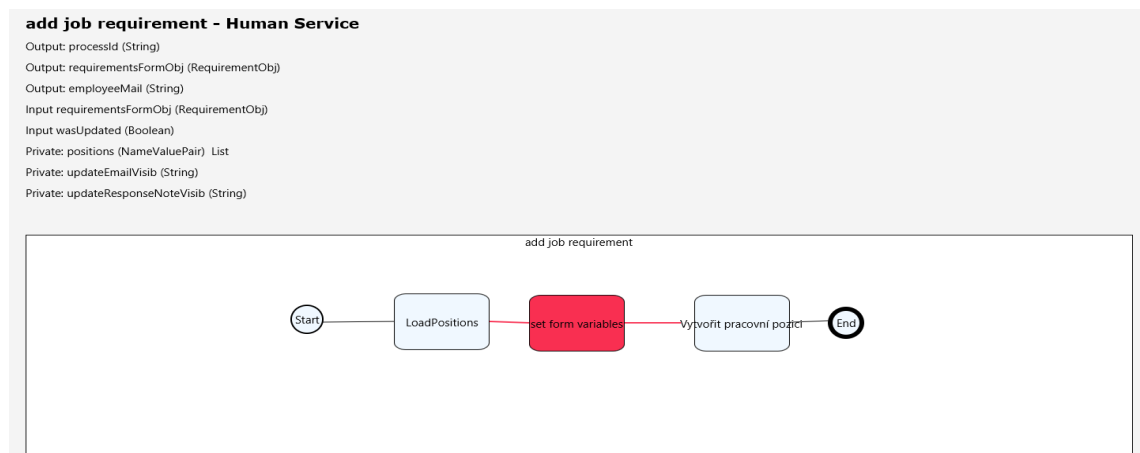 add job requirement - Human Service
Output: processId (String)
Output: requirementsFormObj (RequirementObj)
Output: employeeMail (String)
Input requirementsFormObj (RequirementObj)
Input wasUpdated (Boolean)
Private: positions (NameValuePair)  List
Private: updateEmailVisib (String)
Private: updateResponseNoteVisib (String)
add job requirement
Start
LoadPositions
set form variables
Vytvořit pracovní pozici
End